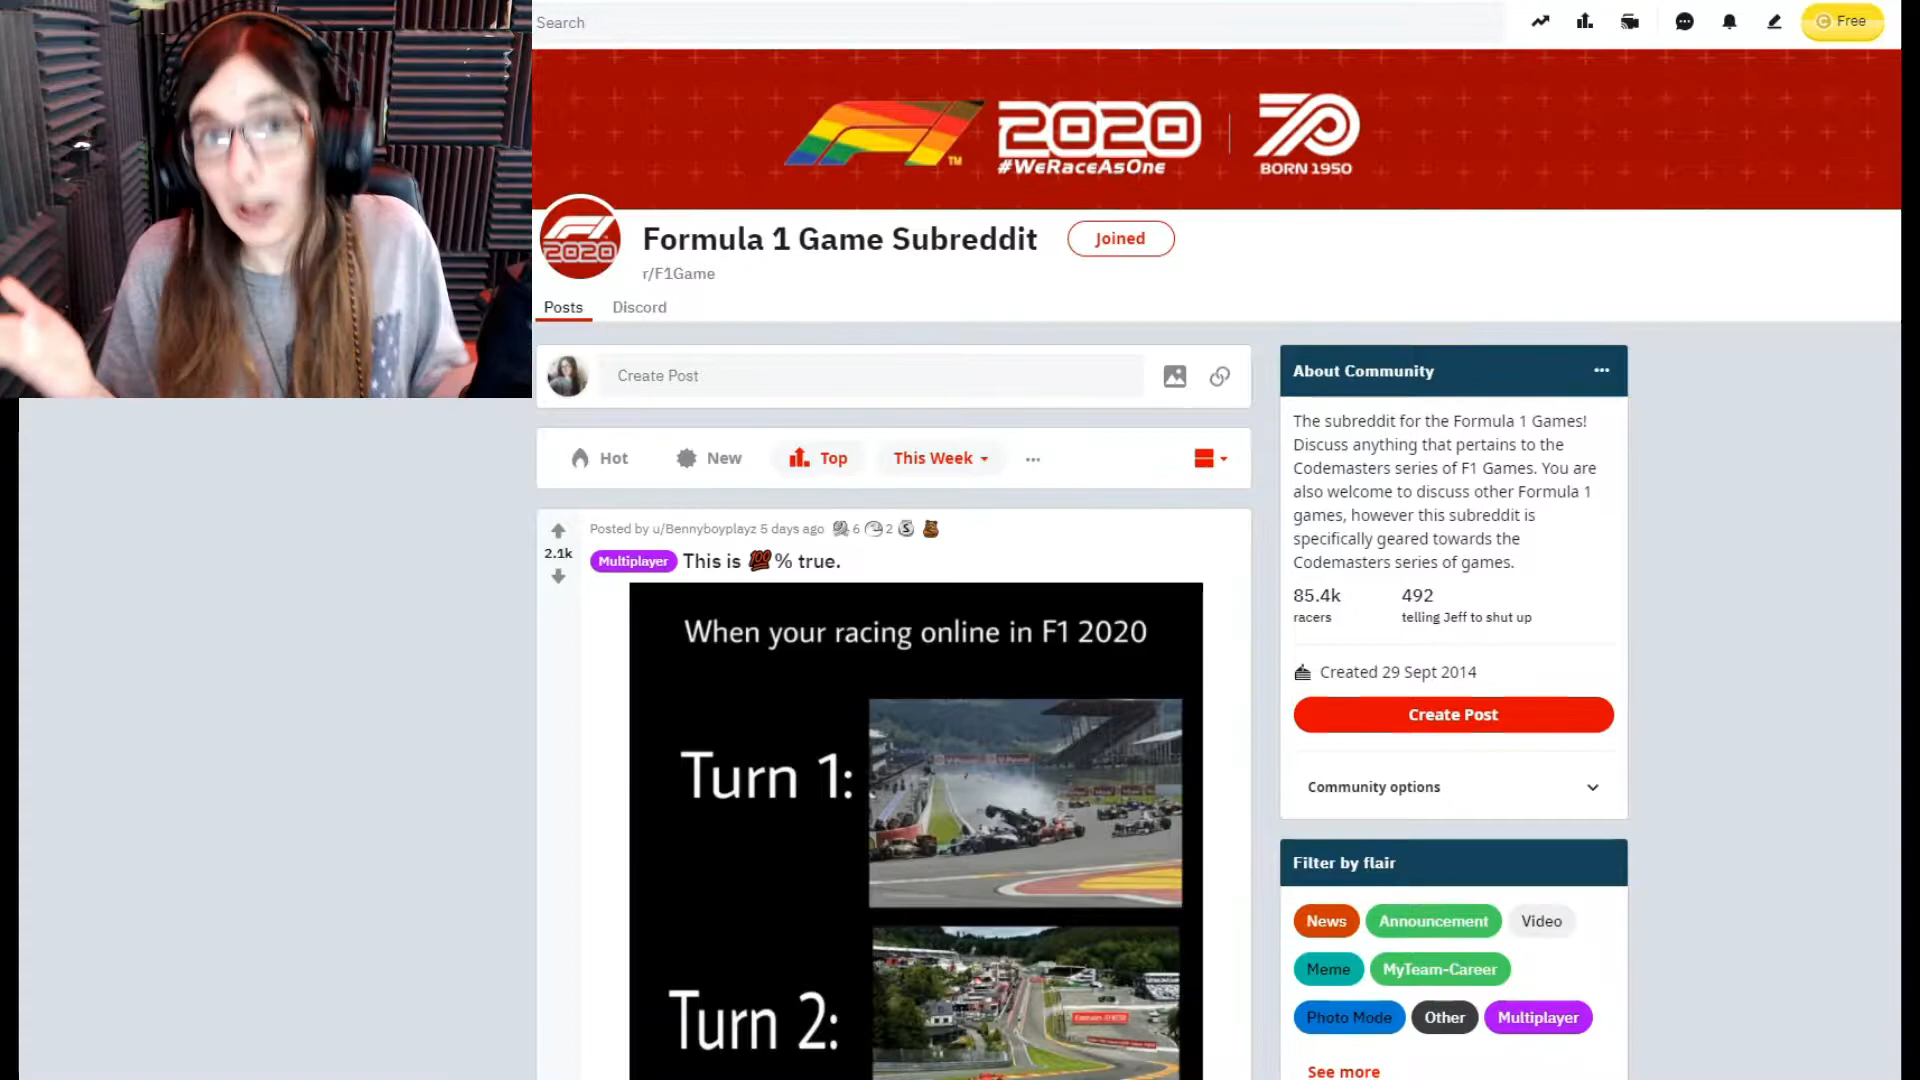 Search
Free
2020
#WeRaceAsOne
70
BORN 1950
TM
2020
Formula 1 Game Subreddit
Joined
r/F1Game
Posts
Discord
Create Post
Hot
New
Top
This Week
Posted by u/Bennyboyplayz 5 days ago
6
2
2.1k
Multiplayer
This is 💯% true.
When your racing online in F1 2020
Turn 1:
Turn 2:
About Community
The subreddit for the Formula 1 Games!
Discuss anything that pertains to the
Codemasters series of F1 Games. You are
also welcome to discuss other Formula 1
games, however this subreddit is
specifically geared towards the
Codemasters series of games.
85.4k
492
racers
telling Jeff to shut up
Created 29 Sept 2014
Create Post
Community options
Filter by flair
News
Announcement
Video
Meme
MyTeam-Career
Photo Mode
Other
Multiplayer
See more